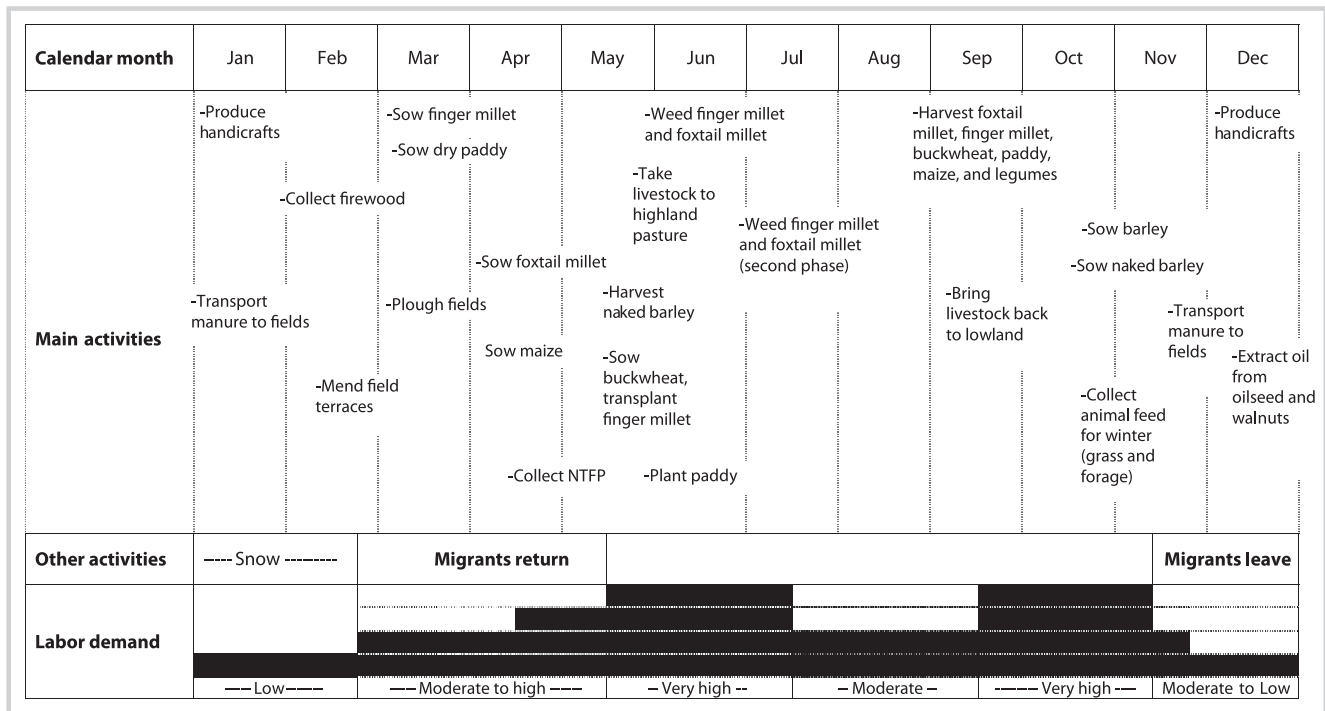 Calendar month Jan Feb Mar Apr May Jun Jul Aug Sep Oct Nov Dec
Main activities
-Produce
handicrafts
-Transport
manure to fields
-Collect firewood
-Mend field
terraces
-Sow finger millet
-Sow dry paddy
-Plough fields
-Sow foxtail millet
Sow maize
-Collect NTFP
-Weed finger millet
and foxtail millet
-Take
livestock to
highland
pasture
-Harvest
naked barley
-Sow
buckwheat,
transplant
finger millet
-Plant paddy
-Weed finger millet
and foxtail millet
(second phase)
-Harvest foxtail
millet, finger millet,
buckwheat, paddy,
maize, and legumes
-Bring
livestock back
to lowland
-Sow barley
-Sow naked barley
-Collect
animal feed
for winter
(grass and
forage)
-Transport
manure to
fields
-Produce
handicrafts
-Extract oil
from
oilseed and
walnuts
Other activities ----- Snow --------- Migrants return Migrants leave
Labor demand
----Low------ ---- Moderate to high ----- -- Very high -- -- Moderate -- ------ Very high --- Moderate to Low